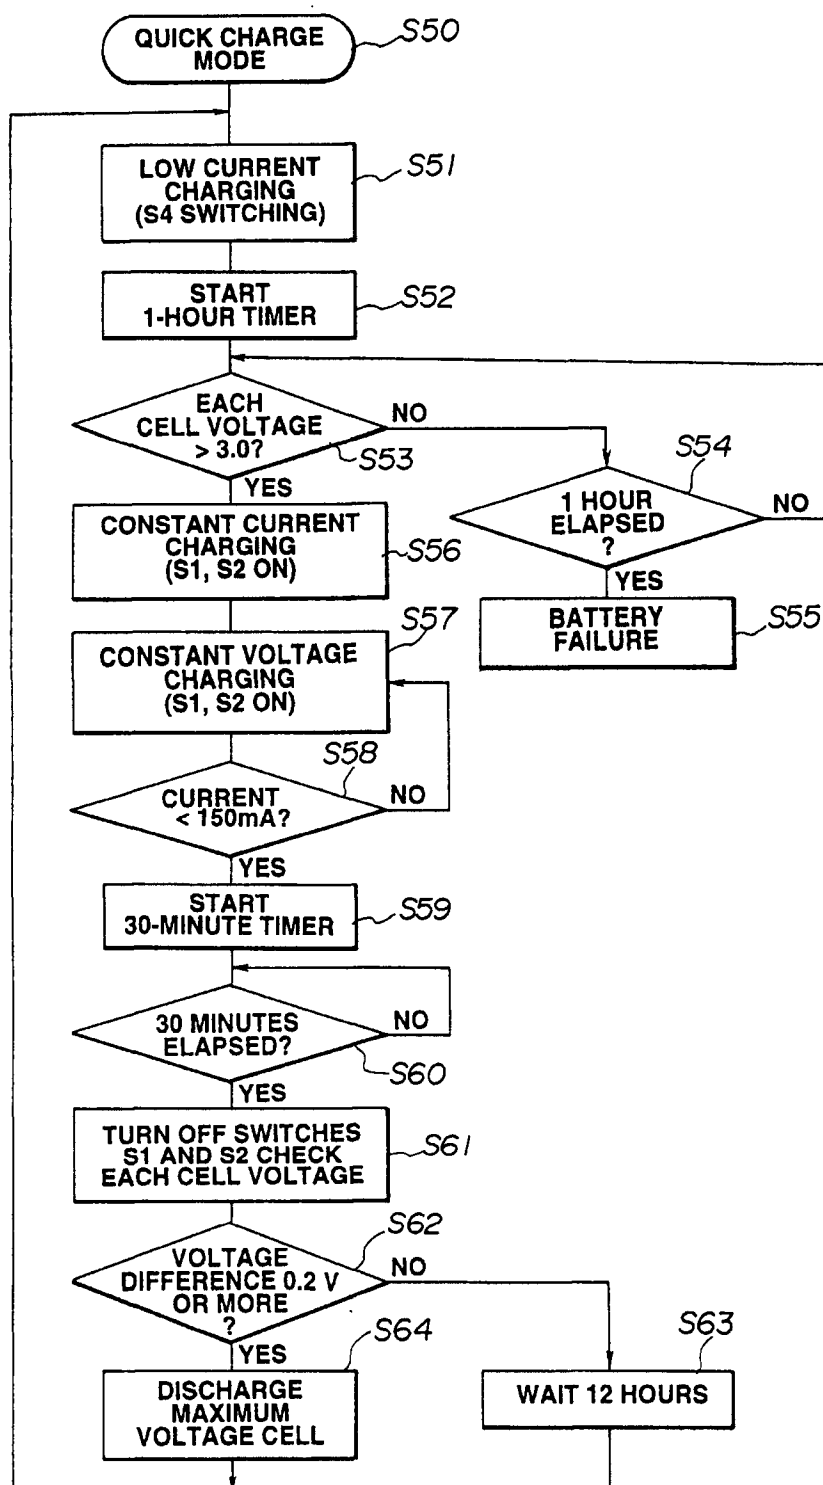 QUICK CHARGE
MODE
S50
LOW CURRENT
CHARGING
(S4 SWITCHING)
S51
START
1-HOUR TIMER
S52
EACH
CELL VOLTAGE
> 3.0?
S53
NO
YES
1 HOUR
ELAPSED
?
S54
NO
YES
BATTERY
FAILURE
S55
CONSTANT CURRENT
CHARGING
(S1, S2 ON)
S56
CONSTANT VOLTAGE
CHARGING
(S1, S2 ON)
S57
CURRENT
< 150mA?
S58
NO
YES
START
30-MINUTE TIMER
S59
30 MINUTES
ELAPSED?
S60
NO
YES
TURN OFF SWITCHES
S1 AND S2 CHECK
EACH CELL VOLTAGE
S61
VOLTAGE
DIFFERENCE 0.2 V
OR MORE
?
S62
NO
YES
DISCHARGE
MAXIMUM
VOLTAGE CELL
S64
WAIT 12 HOURS
S63